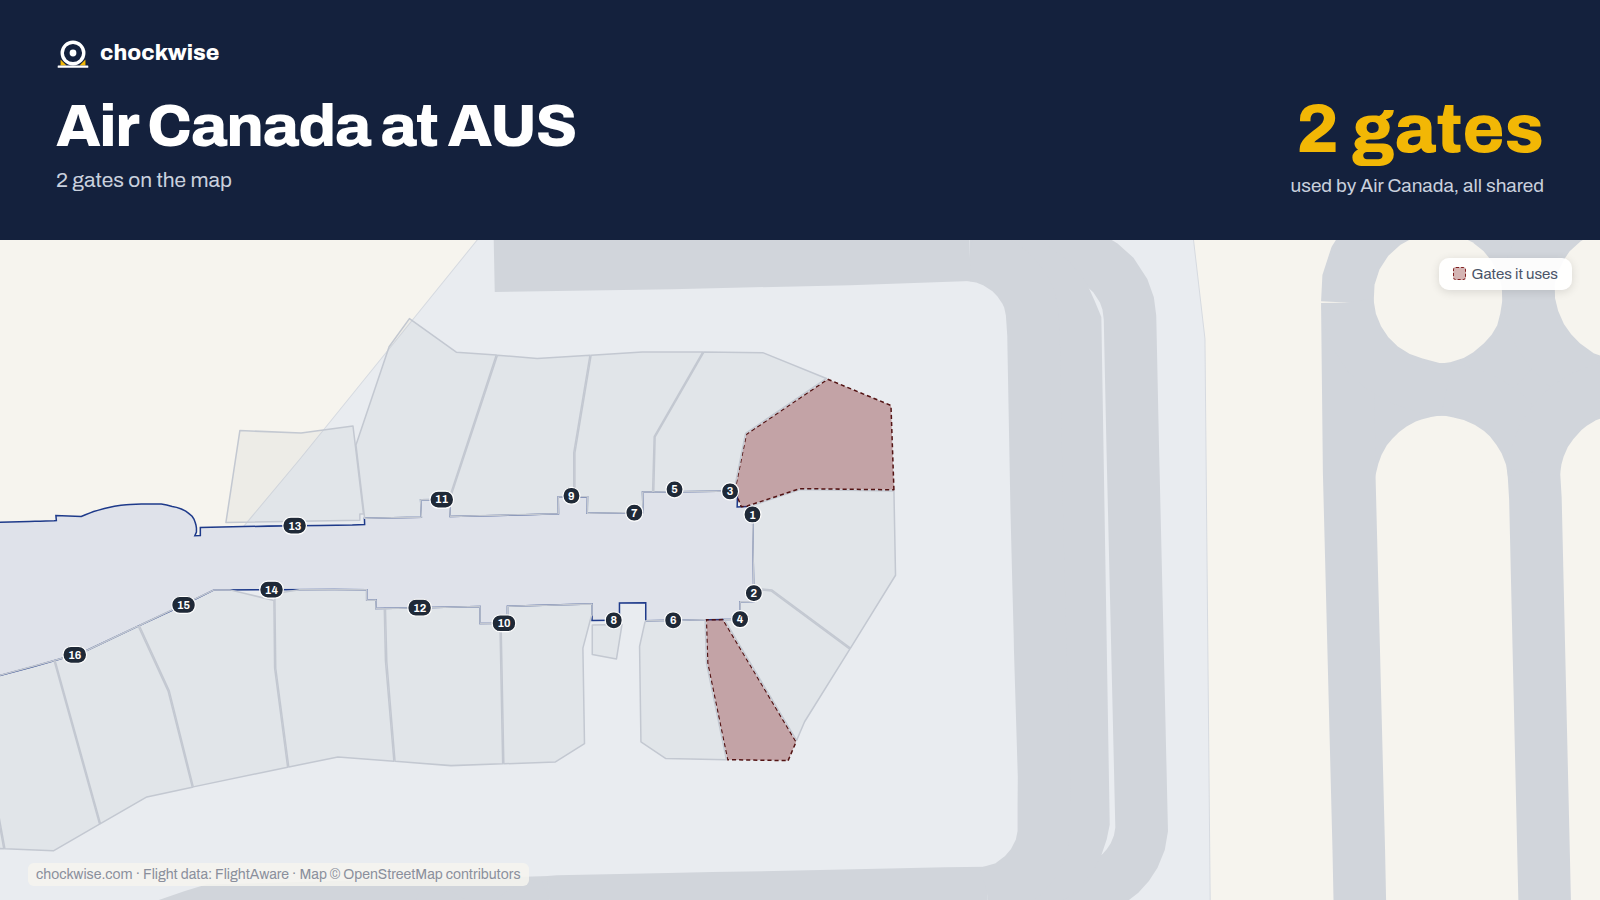 chockwise
Air Canada at AUS
2 gates on the map
2 gates
used by Air Canada, all shared
Gates it uses
11
9
5
3
7
1
13
14
2
15
12
4
10
8
6
16
chockwise.com · Flight data: FlightAware · Map © OpenStreetMap contributors